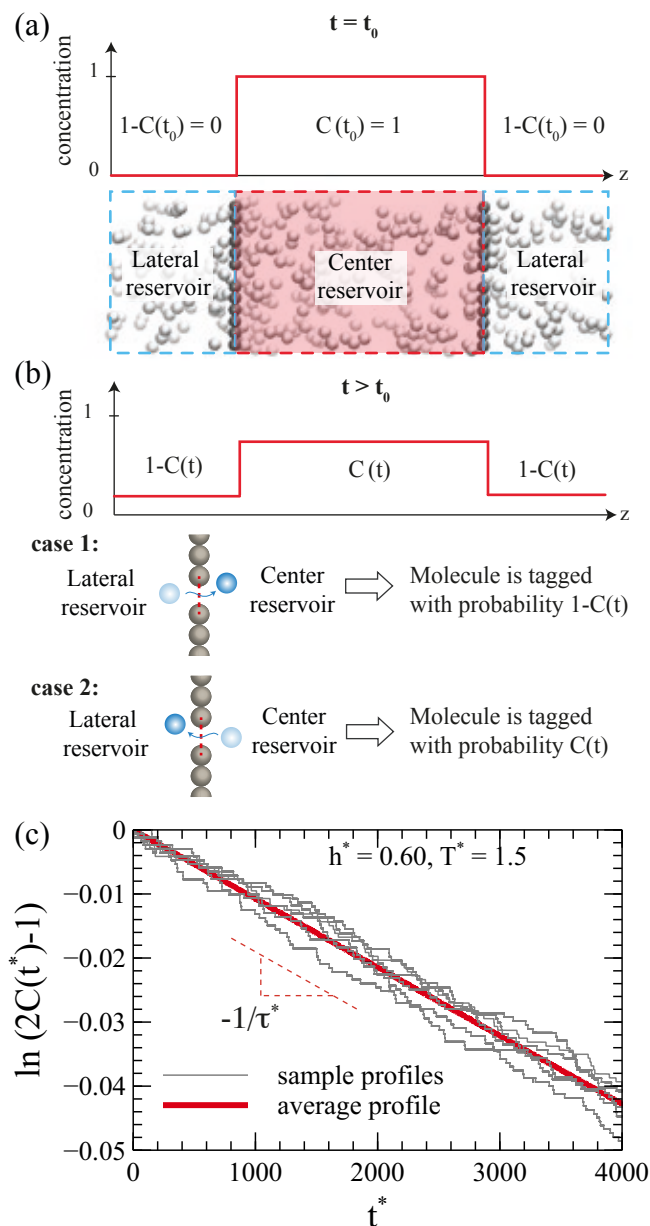 (a)
t = t0
concentration
1
0
1-C(t0) = 0
C(t0) = 1
1-C(t0) = 0
z
Lateral
reservoir
Center
reservoir
Lateral
reservoir
(b)
t > t0
concentration
1
0
1-C(t)
C(t)
1-C(t)
z
case 1:
Lateral
reservoir
Center
reservoir
Molecule is tagged
with probability 1-C(t)
case 2:
Lateral
reservoir
Center
reservoir
Molecule is tagged
with probability C(t)
(c)
h* = 0.60, T* = 1.5
ln (2C(t*)-1)
0
−0.01
−0.02
−0.03
−0.04
−0.05
-1/τ*
sample profiles
average profile
0 1000 2000 3000 4000
t*